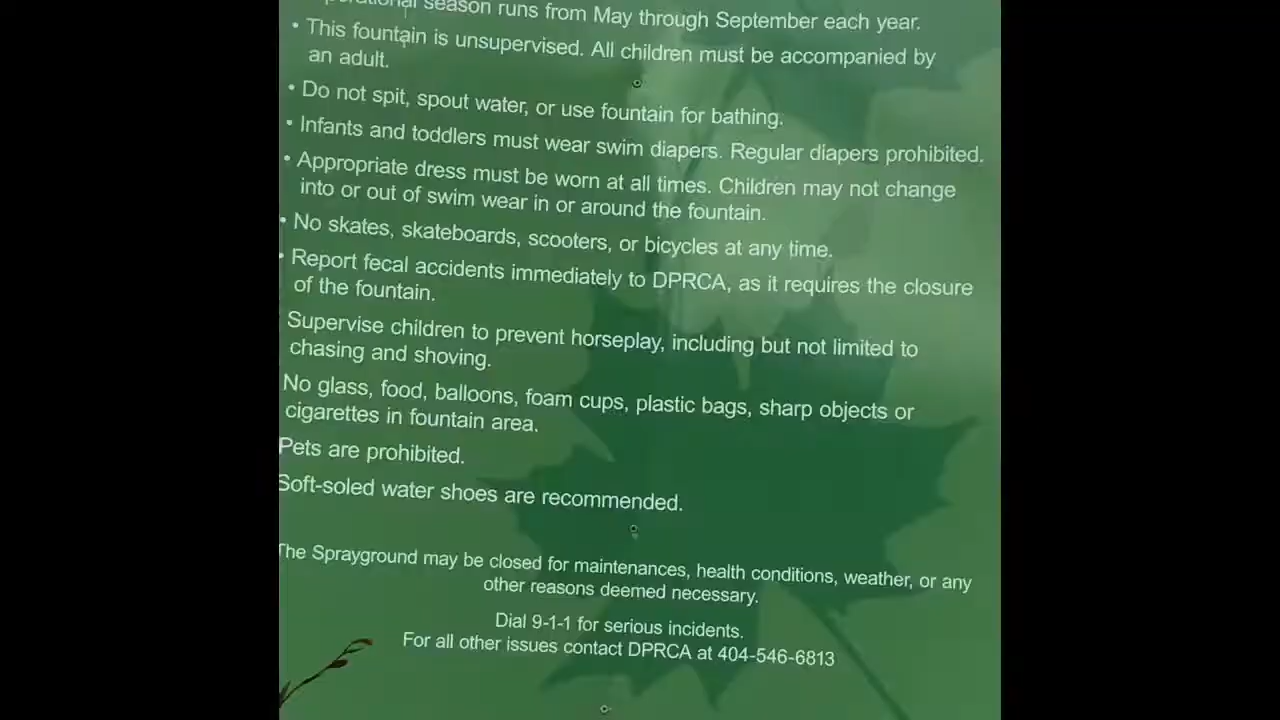 season runs from May through September each year.
• This fountain is unsupervised. All children must be accompanied by
an adult.
• Do not spit, spout water, or use fountain for bathing.
• Infants and toddlers must wear swim diapers. Regular diapers prohibited.
• Appropriate dress must be worn at all times. Children may not change
into or out of swim wear in or around the fountain.
• No skates, skateboards, scooters, or bicycles at any time.
• Report fecal accidents immediately to DPRCA, as it requires the closure
of the fountain.
Supervise children to prevent horseplay, including but not limited to
chasing and shoving.
No glass, food, balloons, foam cups, plastic bags, sharp objects or
cigarettes in fountain area.
Pets are prohibited.
Soft-soled water shoes are recommended.
The Sprayground may be closed for maintenances, health conditions, weather, or any
other reasons deemed necessary.
Dial 9-1-1 for serious incidents.
For all other issues contact DPRCA at 404-546-6813